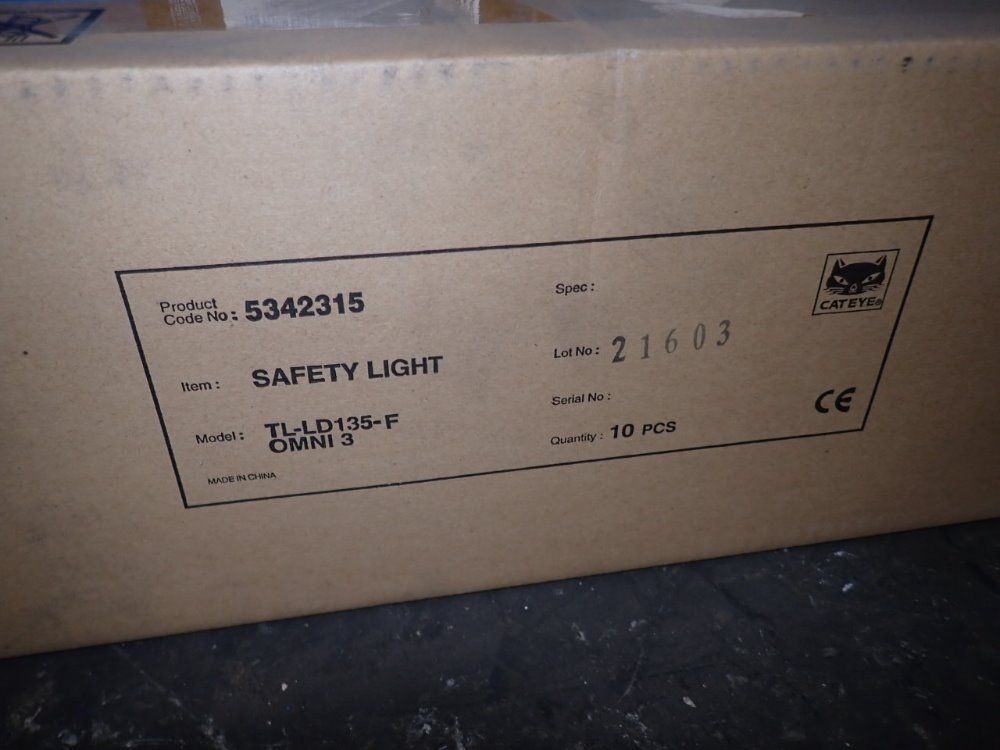 Product
Code No : 5342315
Item : SAFETY LIGHT
Model : TL-LD135-F
OMNI 3
MADE IN CHINA
Spec :
Lot No : 21603
Serial No :
Quantity : 10 PCS
CATEYE®
CE